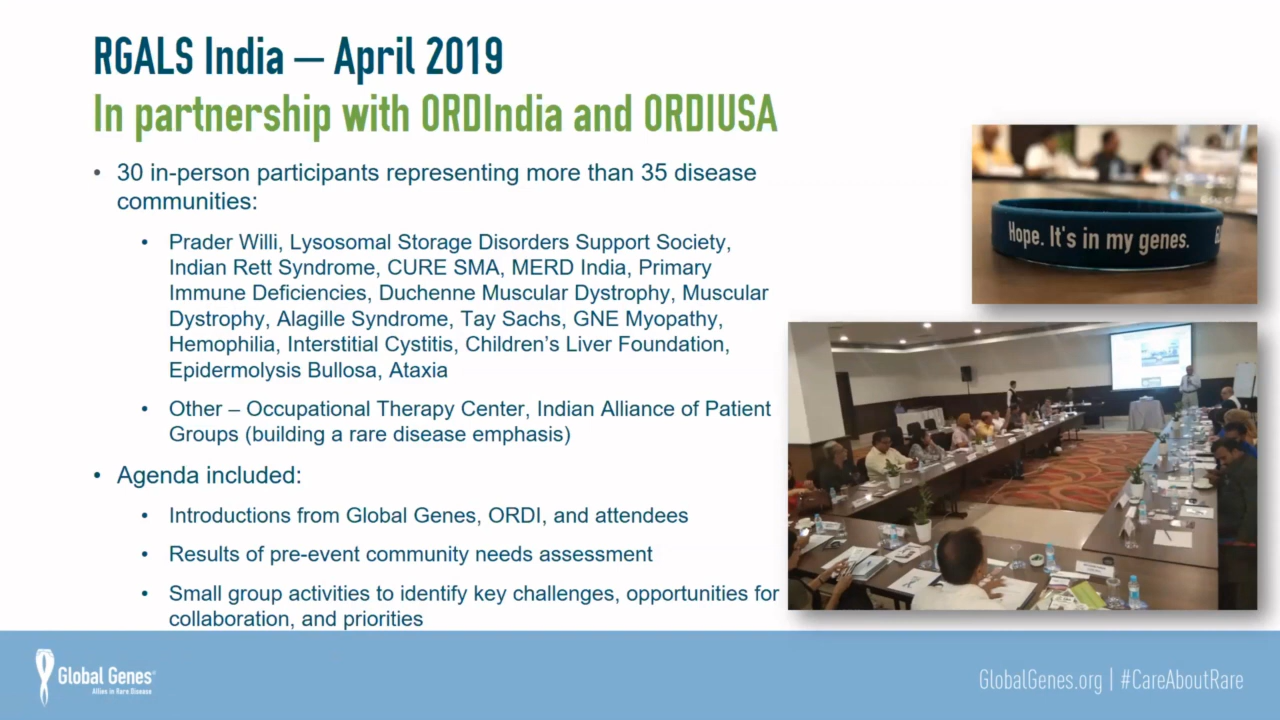 RGALS India — April 2019
In partnership with ORDIndia and ORDIUSA
• 30 in-person participants representing more than 35 disease
communities:
• Prader Willi, Lysosomal Storage Disorders Support Society,
Indian Rett Syndrome, CURE SMA, MERD India, Primary
Immune Deficiencies, Duchenne Muscular Dystrophy, Muscular
Dystrophy, Alagille Syndrome, Tay Sachs, GNE Myopathy,
Hemophilia, Interstitial Cystitis, Children’s Liver Foundation,
Epidermolysis Bullosa, Ataxia
• Other – Occupational Therapy Center, Indian Alliance of Patient
Groups (building a rare disease emphasis)
• Agenda included:
• Introductions from Global Genes, ORDI, and attendees
• Results of pre-event community needs assessment
• Small group activities to identify key challenges, opportunities for
collaboration, and priorities
Hope. It's in my genes.
Global Genes
Allies in Rare Disease
GlobalGenes.org | #CareAboutRare